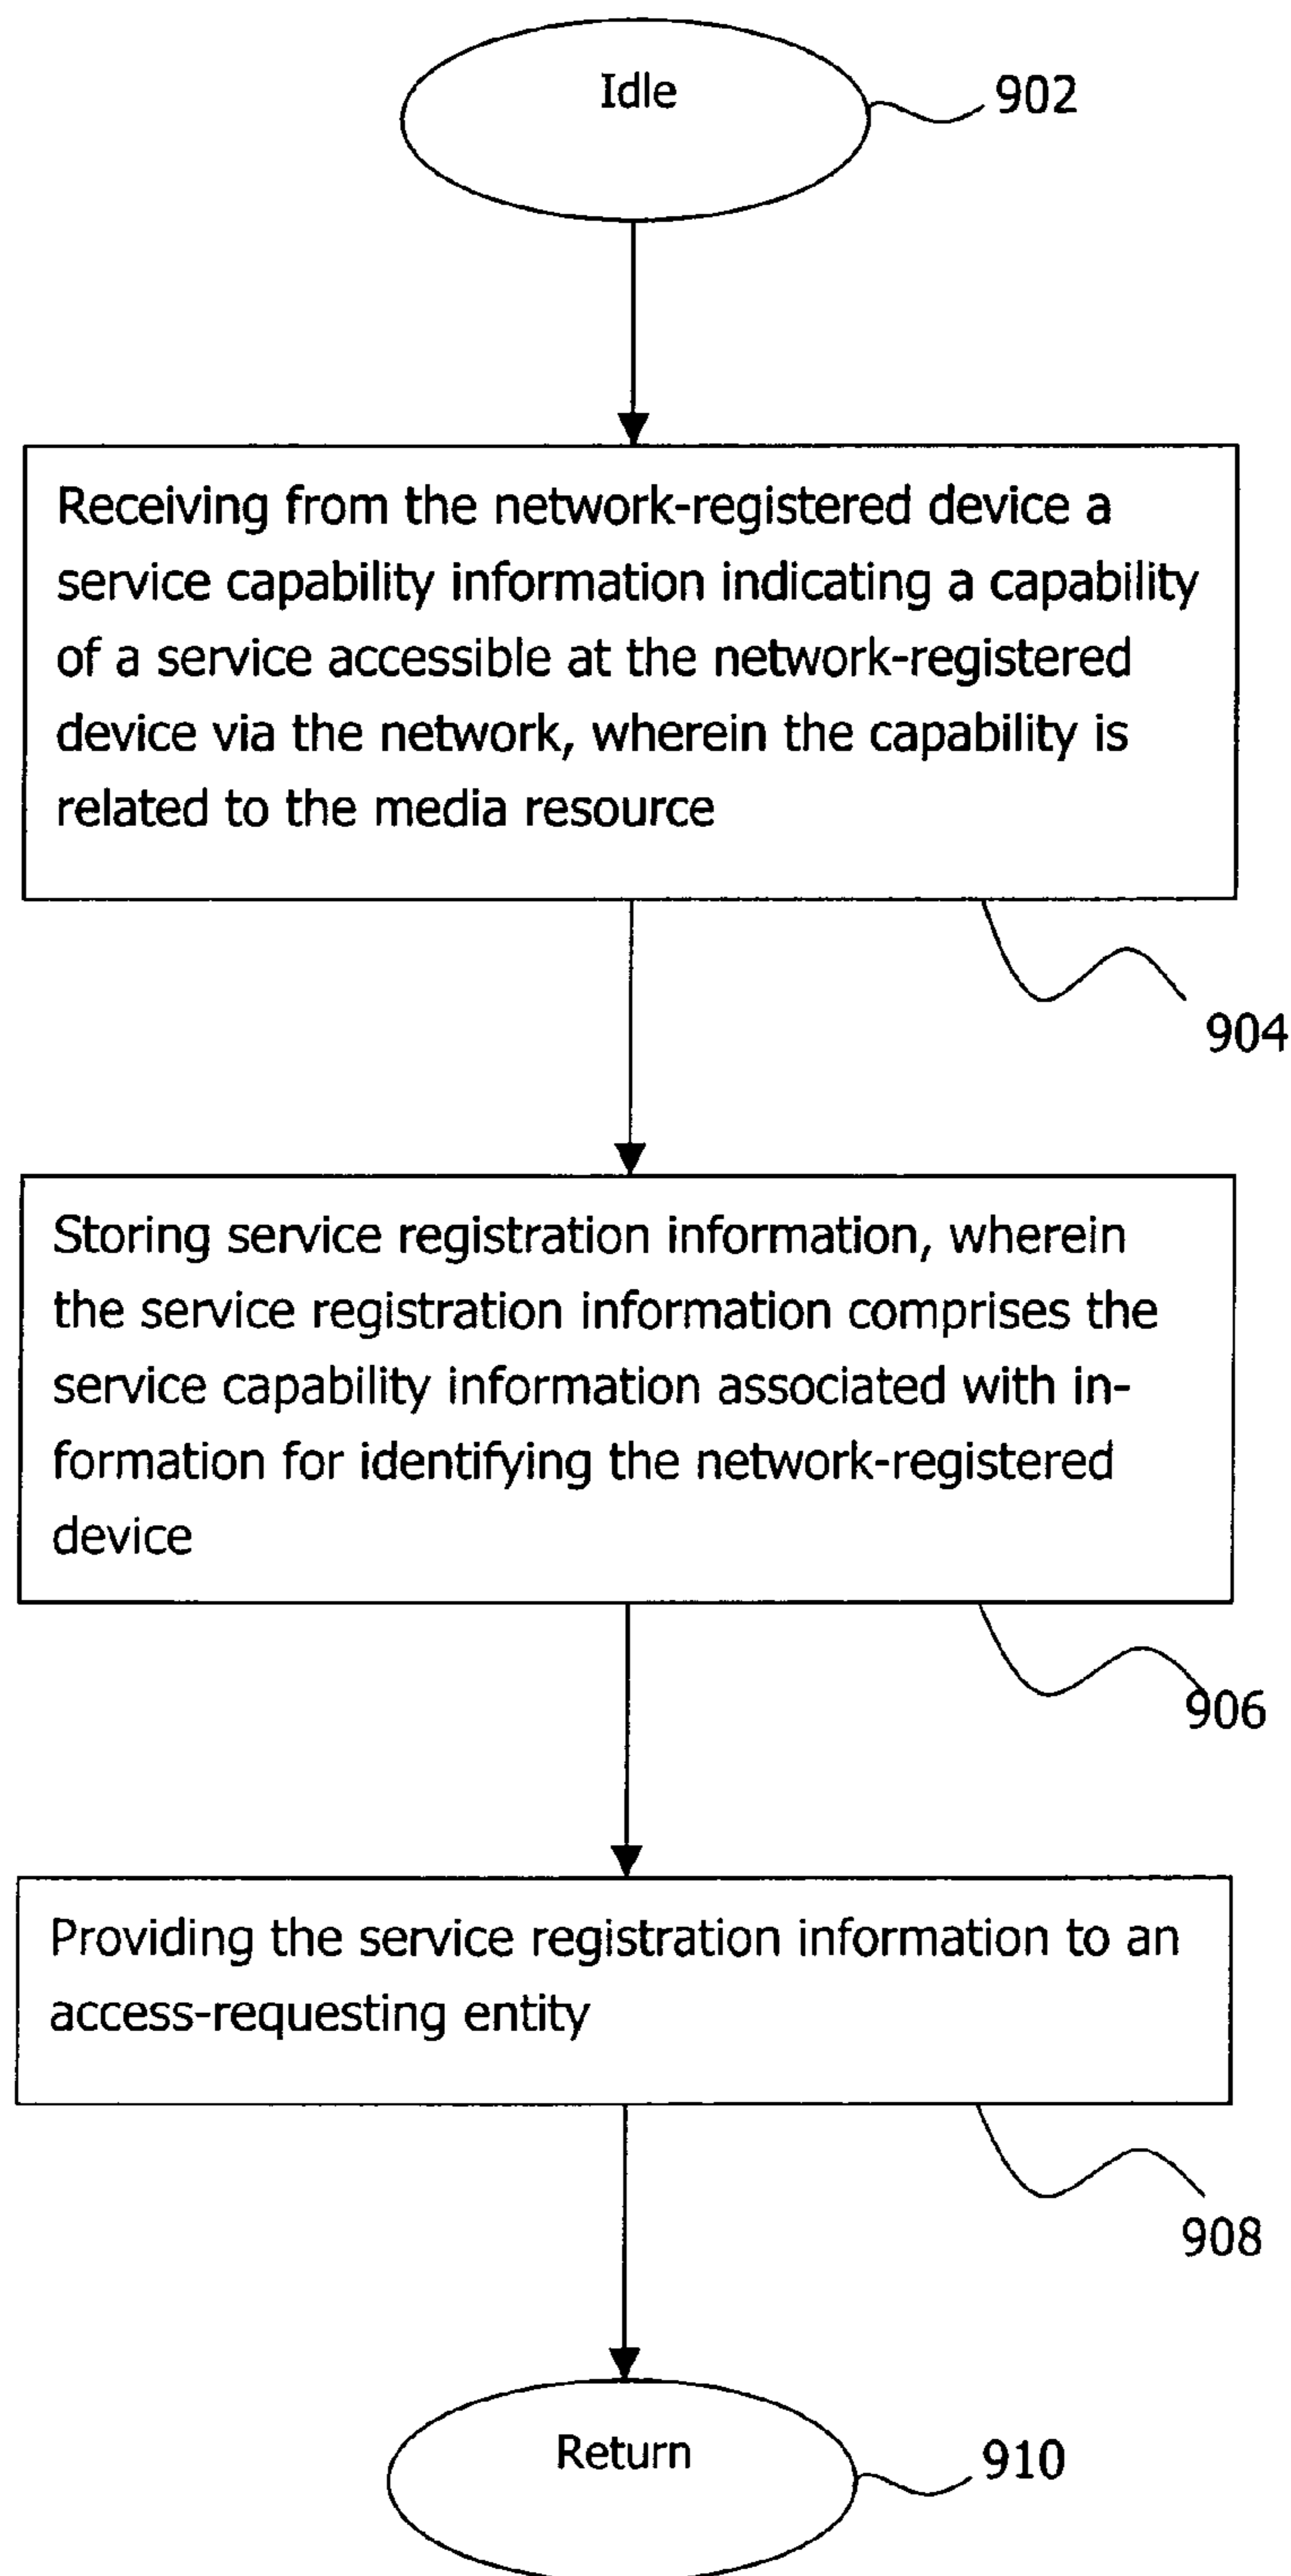 Idle
902
Receiving from the network-registered device a
service capability information indicating a capability
of a service accessible at the network-registered
device via the network, wherein the capability is
related to the media resource
904
Storing service registration information, wherein
the service registration information comprises the
service capability information associated with in-
formation for identifying the network-registered
device
906
Providing the service registration information to an
access-requesting entity
908
Return
910